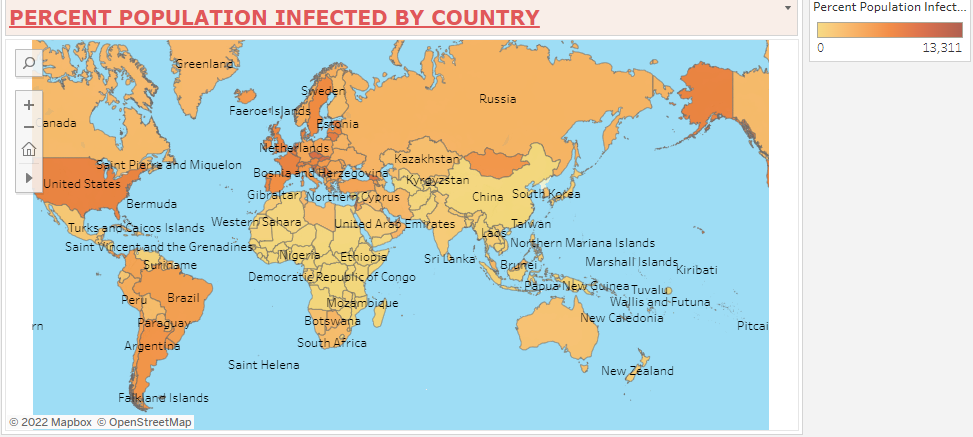 PERCENT POPULATION INFECTED BY COUNTRY
Percent Population Infect...
0 13,311
Greenland
Sweden
Russia
Faeroe Islands
anada
Estonia
Netherlands
Kazakhstan
Saint Pierre and Miquelon
Bosnia and Herzegovina
Kyrgyzstan
United States
Gibraltar
Northern Cyprus
China
South Korea
Bermuda
Western Sahara
United Arab Emirates
Taiwan
Turks and Caicos Islands
Laos
Saint Vincent and the Grenadines
Northern Mariana Islands
Nigeria
Ethiopia
Sri Lanka
Suriname
Brunei
Marshall Islands
Kiribati
Democratic Republic of Congo
Papua New Guinea
Tuvalu
Peru
Brazil
Mozambique
Wallis and Futuna
Paraguay
Botswana
New Caledonia
rn
Pitcai
Argentina
South Africa
Saint Helena
New Zealand
Falkland Islands
© 2022 Mapbox © OpenStreetMap